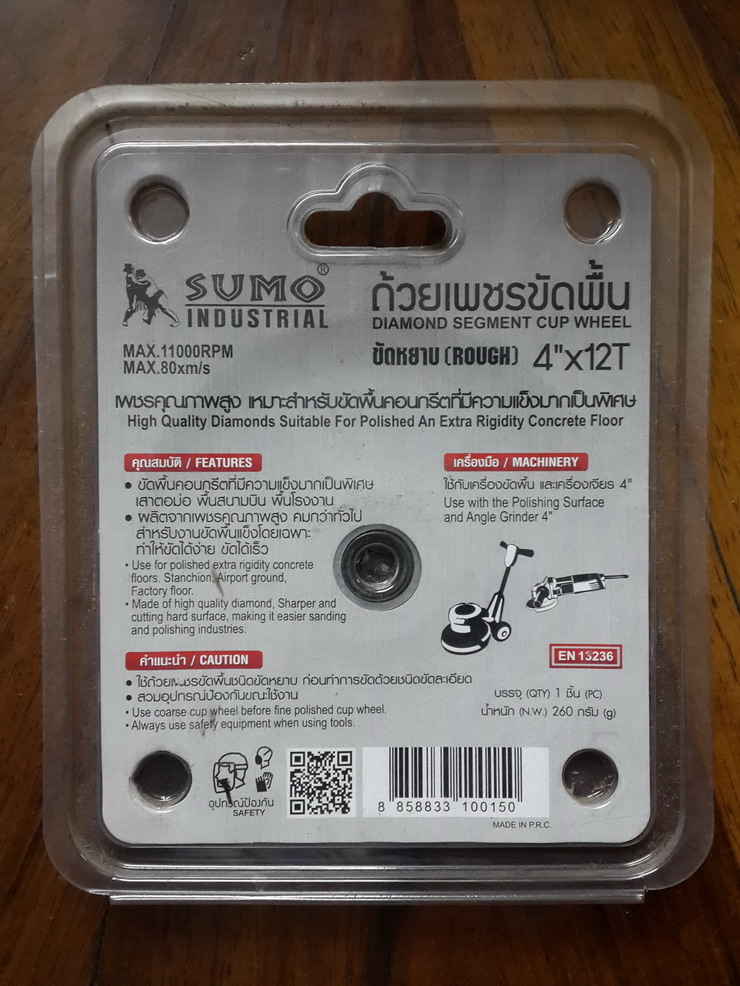 SUMO®
INDUSTRIAL
MAX.11000RPM
MAX.80xm/s
ถ้วยเพชรขัดพื้น
DIAMOND SEGMENT CUP WHEEL
ขัดหยาบ (ROUGH) 4"x12T
เพชรคุณภาพสูง เหมาะสำหรับขัดพื้นคอนกรีตที่มีความแข็งมากเป็นพิเศษ
High Quality Diamonds Suitable For Polished An Extra Rigidity Concrete Floor
คุณสมบัติ / FEATURES
• ขัดพื้นคอนกรีตที่มีความแข็งมากเป็นพิเศษ
เสาตอม่อ พื้นสนามบิน พื้นโรงงาน
• ผลิตจากเพชรคุณภาพสูง คมกว่าทั่วไป
สำหรับงานขัดพื้นแข็งโดยเฉพาะ
ทำให้ขัดได้ง่าย ขัดได้เร็ว
• Use for polished extra rigidity concrete
floors. Stanchion, Airport ground,
Factory floor.
• Made of high quality diamond, Sharper and
cutting hard surface, making it easier sanding
and polishing industries.
เครื่องมือ / MACHINERY
ใช้กับเครื่องขัดพื้น และเครื่องเจียร 4"
Use with the Polishing Surface
and Angle Grinder 4"
EN 13236
คำแนะนำ / CAUTION
• ใช้ถ้วยเพชรขัดพื้นชนิดขัดหยาบ ก่อนทำการขัดด้วยชนิดขัดละเอียด
• สวมอุปกรณ์ป้องกันขณะใช้งาน
• Use coarse cup wheel before fine polished cup wheel.
• Always use safety equipment when using tools.
บรรจุ (QTY) 1 ชิ้น (PC)
น้ำหนัก (N.W.) 260 กรัม (g)
อุปกรณ์ป้องกัน
SAFETY
8 858833 100150
MADE IN P.R.C.